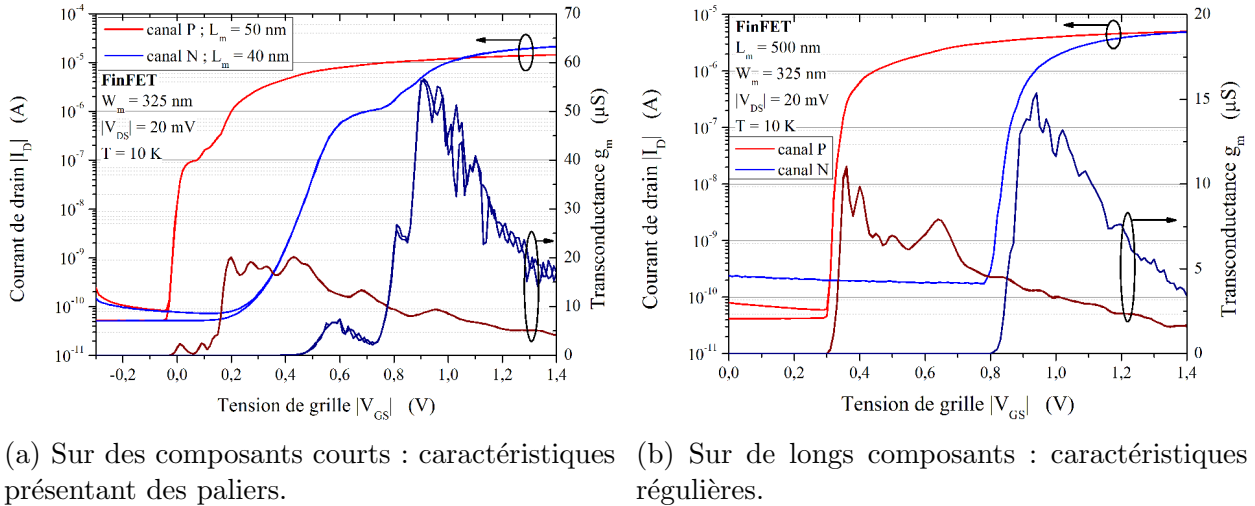 canal P ; L_m = 50 nm
canal N ; L_m = 40 nm
FinFET
W_m = 325 nm
|V_DS| = 20 mV
T = 10 K
Courant de drain |I_D| (A)
10^-3
10^-4
10^-5
10^-6
10^-7
10^-8
10^-9
10^-10
10^-11
70
60
50
40
30
20
10
0
Transconductance g_m (µS)
-0,2 0,0 0,2 0,4 0,6 0,8 1,0 1,2 1,4
Tension de grille |V_GS| (V)
(a) Sur des composants courts : caractéristiques
présentant des paliers.
FinFET
L_m = 500 nm
W_m = 325 nm
|V_DS| = 20 mV
T = 10 K
canal P
canal N
Courant de drain |I_D| (A)
10^-5
10^-6
10^-7
10^-8
10^-9
10^-10
10^-11
20
15
10
5
0
Transconductance g_m (µS)
0,0 0,2 0,4 0,6 0,8 1,0 1,2 1,4
Tension de grille |V_GS| (V)
(b) Sur de longs composants : caractéristiques
régulières.